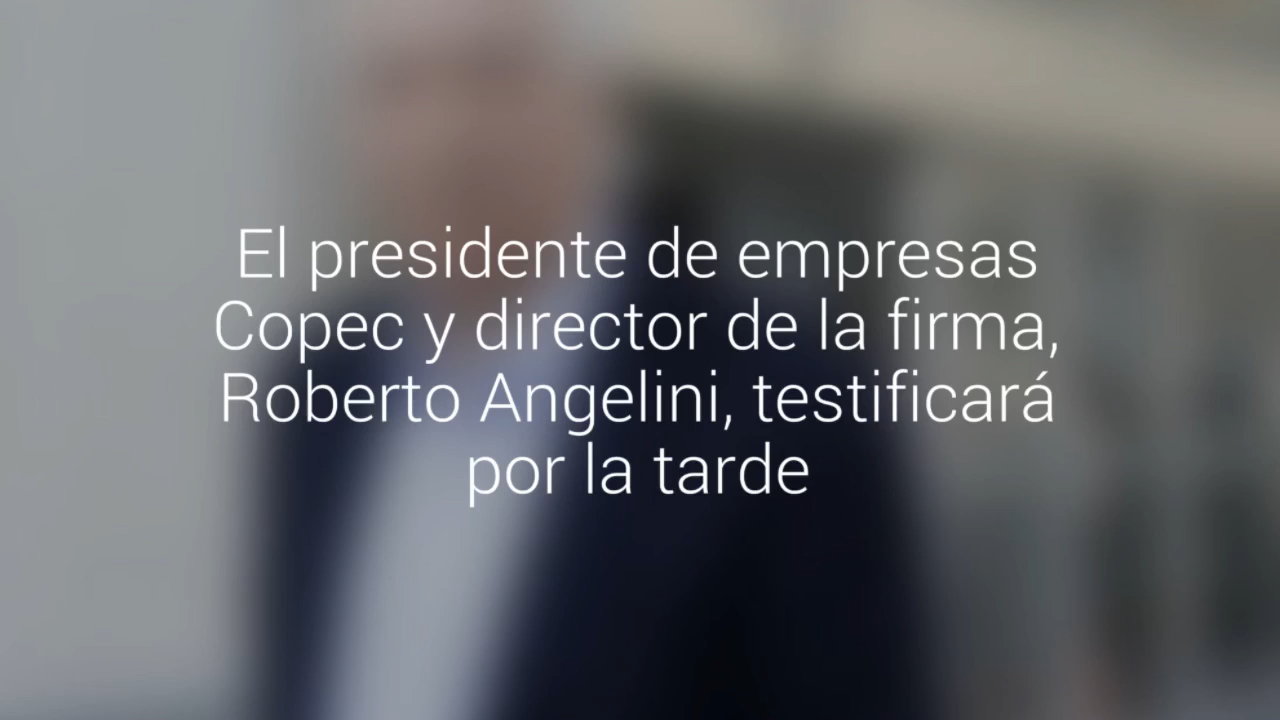 El presidente de empresas
Copec y director de la firma,
Roberto Angelini, testificará
por la tarde